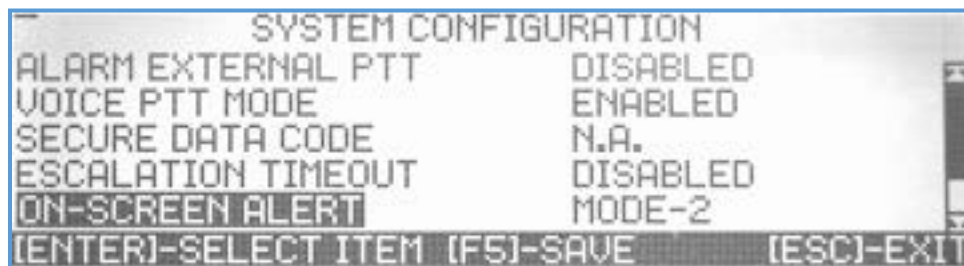 SYSTEM CONFIGURATION
ALARM EXTERNAL PTT DISABLED
VOICE PTT MODE ENABLED
SECURE DATA CODE N.A.
ESCALATION TIMEOUT DISABLED
ON-SCREEN ALERT MODE-2
[ENTER]-SELECT ITEM [F5]-SAVE [ESC]-EXIT